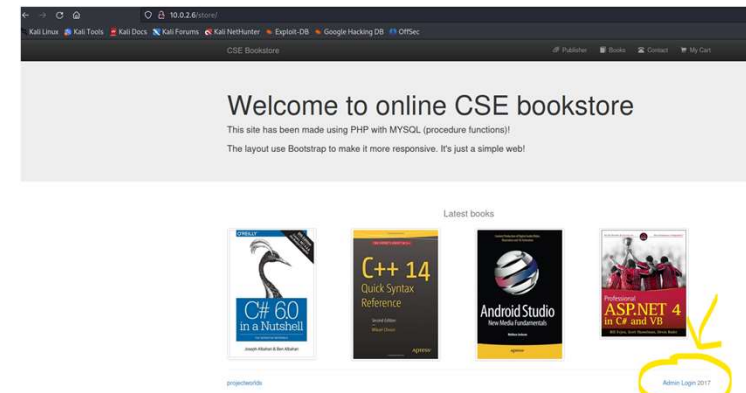 10.0.2.6/store/
Kali Linux Kali Tools Kali Docs Kali Forums Kali NetHunter Exploit-DB Google Hacking DB OffSec
CSE Bookstore Publisher Books Contact My Cart
Welcome to online CSE bookstore
This site has been made using PHP with MYSQL (procedure functions)!
The layout use Bootstrap to make it more responsive. It's just a simple web!
Latest books
O'REILLY
C# 6.0
in a Nutshell
Joseph Albahari & Ben Albahari
C++ 14
Quick Syntax
Reference
Second Edition
Apress
Android Studio
New Media Fundamentals
Apress
Professional
ASP.NET 4
in C# and VB
projectworlds Admin Login 2017